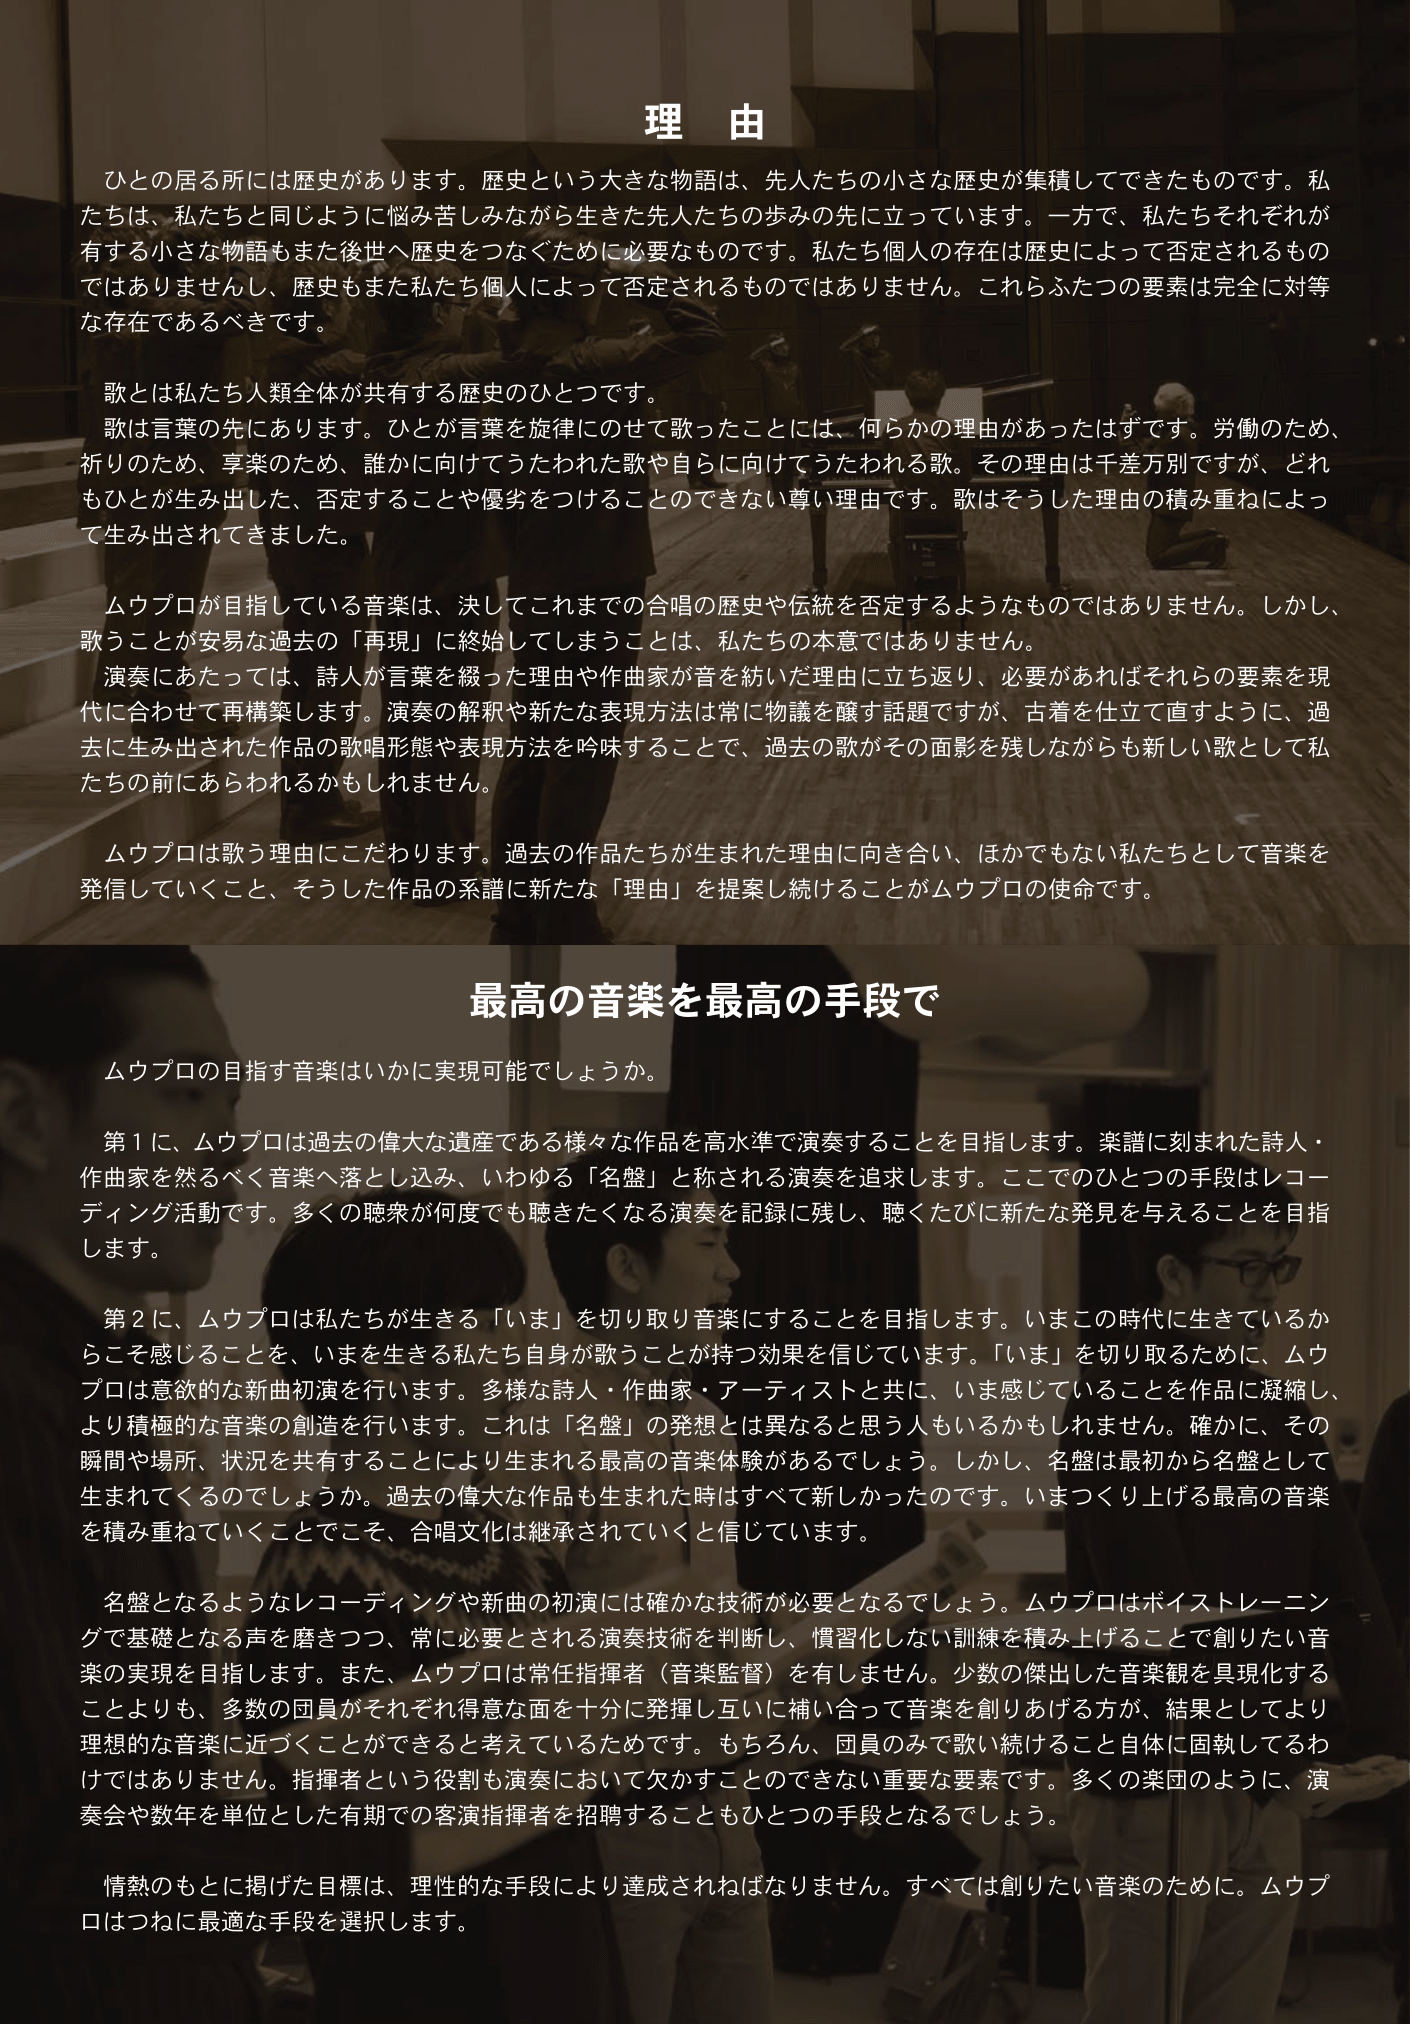 理　由
　ひとの居る所には歴史があります。歴史という大きな物語は、先人たちの小さな歴史が集積してできたものです。私
たちは、私たちと同じように悩み苦しみながら生きた先人たちの歩みの先に立っています。一方で、私たちそれぞれが
有する小さな物語もまた後世へ歴史をつなぐために必要なものです。私たち個人の存在は歴史によって否定されるもの
ではありませんし、歴史もまた私たち個人によって否定されるものではありません。これらふたつの要素は完全に対等
な存在であるべきです。
　歌とは私たち人類全体が共有する歴史のひとつです。
　歌は言葉の先にあります。ひとが言葉を旋律にのせて歌ったことには、何らかの理由があったはずです。労働のため、
祈りのため、享楽のため、誰かに向けてうたわれた歌や自らに向けてうたわれる歌。その理由は千差万別ですが、どれ
もひとが生み出した、否定することや優劣をつけることのできない尊い理由です。歌はそうした理由の積み重ねによっ
て生み出されてきました。
　ムウプロが目指している音楽は、決してこれまでの合唱の歴史や伝統を否定するようなものではありません。しかし、
歌うことが安易な過去の「再現」に終始してしまうことは、私たちの本意ではありません。
　演奏にあたっては、詩人が言葉を綴った理由や作曲家が音を紡いだ理由に立ち返り、必要があればそれらの要素を現
代に合わせて再構築します。演奏の解釈や新たな表現方法は常に物議を醸す話題ですが、古着を仕立て直すように、過
去に生み出された作品の歌唱形態や表現方法を吟味することで、過去の歌がその面影を残しながらも新しい歌として私
たちの前にあらわれるかもしれません。
　ムウプロは歌う理由にこだわります。過去の作品たちが生まれた理由に向き合い、ほかでもない私たちとして音楽を
発信していくこと、そうした作品の系譜に新たな「理由」を提案し続けることがムウプロの使命です。
最高の音楽を最高の手段で
　ムウプロの目指す音楽はいかに実現可能でしょうか。
　第１に、ムウプロは過去の偉大な遺産である様々な作品を高水準で演奏することを目指します。楽譜に刻まれた詩人・
作曲家を然るべく音楽へ落とし込み、いわゆる「名盤」と称される演奏を追求します。ここでのひとつの手段はレコー
ディング活動です。多くの聴衆が何度でも聴きたくなる演奏を記録に残し、聴くたびに新たな発見を与えることを目指
します。
　第２に、ムウプロは私たちが生きる「いま」を切り取り音楽にすることを目指します。いまこの時代に生きているか
らこそ感じることを、いまを生きる私たち自身が歌うことが持つ効果を信じています。「いま」を切り取るために、ムウ
プロは意欲的な新曲初演を行います。多様な詩人・作曲家・アーティストと共に、いま感じていることを作品に凝縮し、
より積極的な音楽の創造を行います。これは「名盤」の発想とは異なると思う人もいるかもしれません。確かに、その
瞬間や場所、状況を共有することにより生まれる最高の音楽体験があるでしょう。しかし、名盤は最初から名盤として
生まれてくるのでしょうか。過去の偉大な作品も生まれた時はすべて新しかったのです。いまつくり上げる最高の音楽
を積み重ねていくことでこそ、合唱文化は継承されていくと信じています。
　名盤となるようなレコーディングや新曲の初演には確かな技術が必要となるでしょう。ムウプロはボイストレーニン
グで基礎となる声を磨きつつ、常に必要とされる演奏技術を判断し、慣習化しない訓練を積み上げることで創りたい音
楽の実現を目指します。また、ムウプロは常任指揮者（音楽監督）を有しません。少数の傑出した音楽観を具現化する
ことよりも、多数の団員がそれぞれ得意な面を十分に発揮し互いに補い合って音楽を創りあげる方が、結果としてより
理想的な音楽に近づくことができると考えているためです。もちろん、団員のみで歌い続けること自体に固執してるわ
けではありません。指揮者という役割も演奏において欠かすことのできない重要な要素です。多くの楽団のように、演
奏会や数年を単位とした有期での客演指揮者を招聘することもひとつの手段となるでしょう。
　情熱のもとに掲げた目標は、理性的な手段により達成されねばなりません。すべては創りたい音楽のために。ムウプ
ロはつねに最適な手段を選択します。